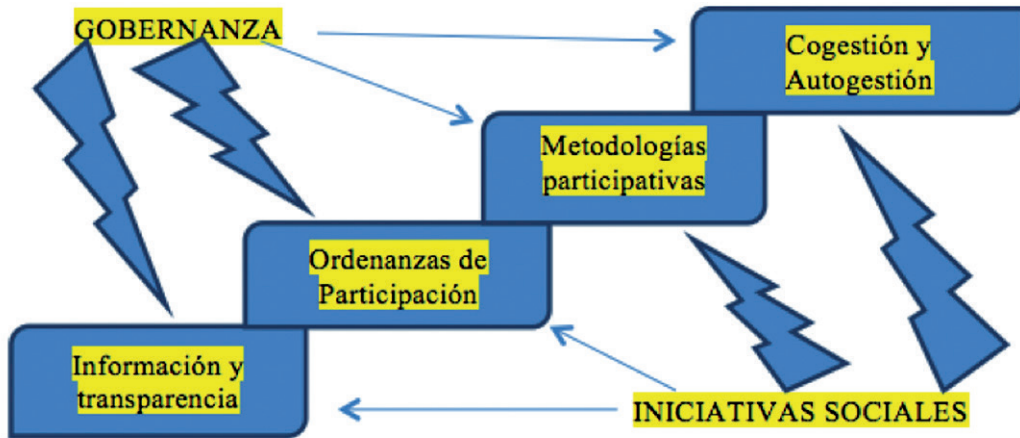 GOBERNANZA
Cogestión y
Autogestión
Metodologías
participativas
Ordenanzas de
Participación
Información y
transparencia
INICIATIVAS SOCIALES